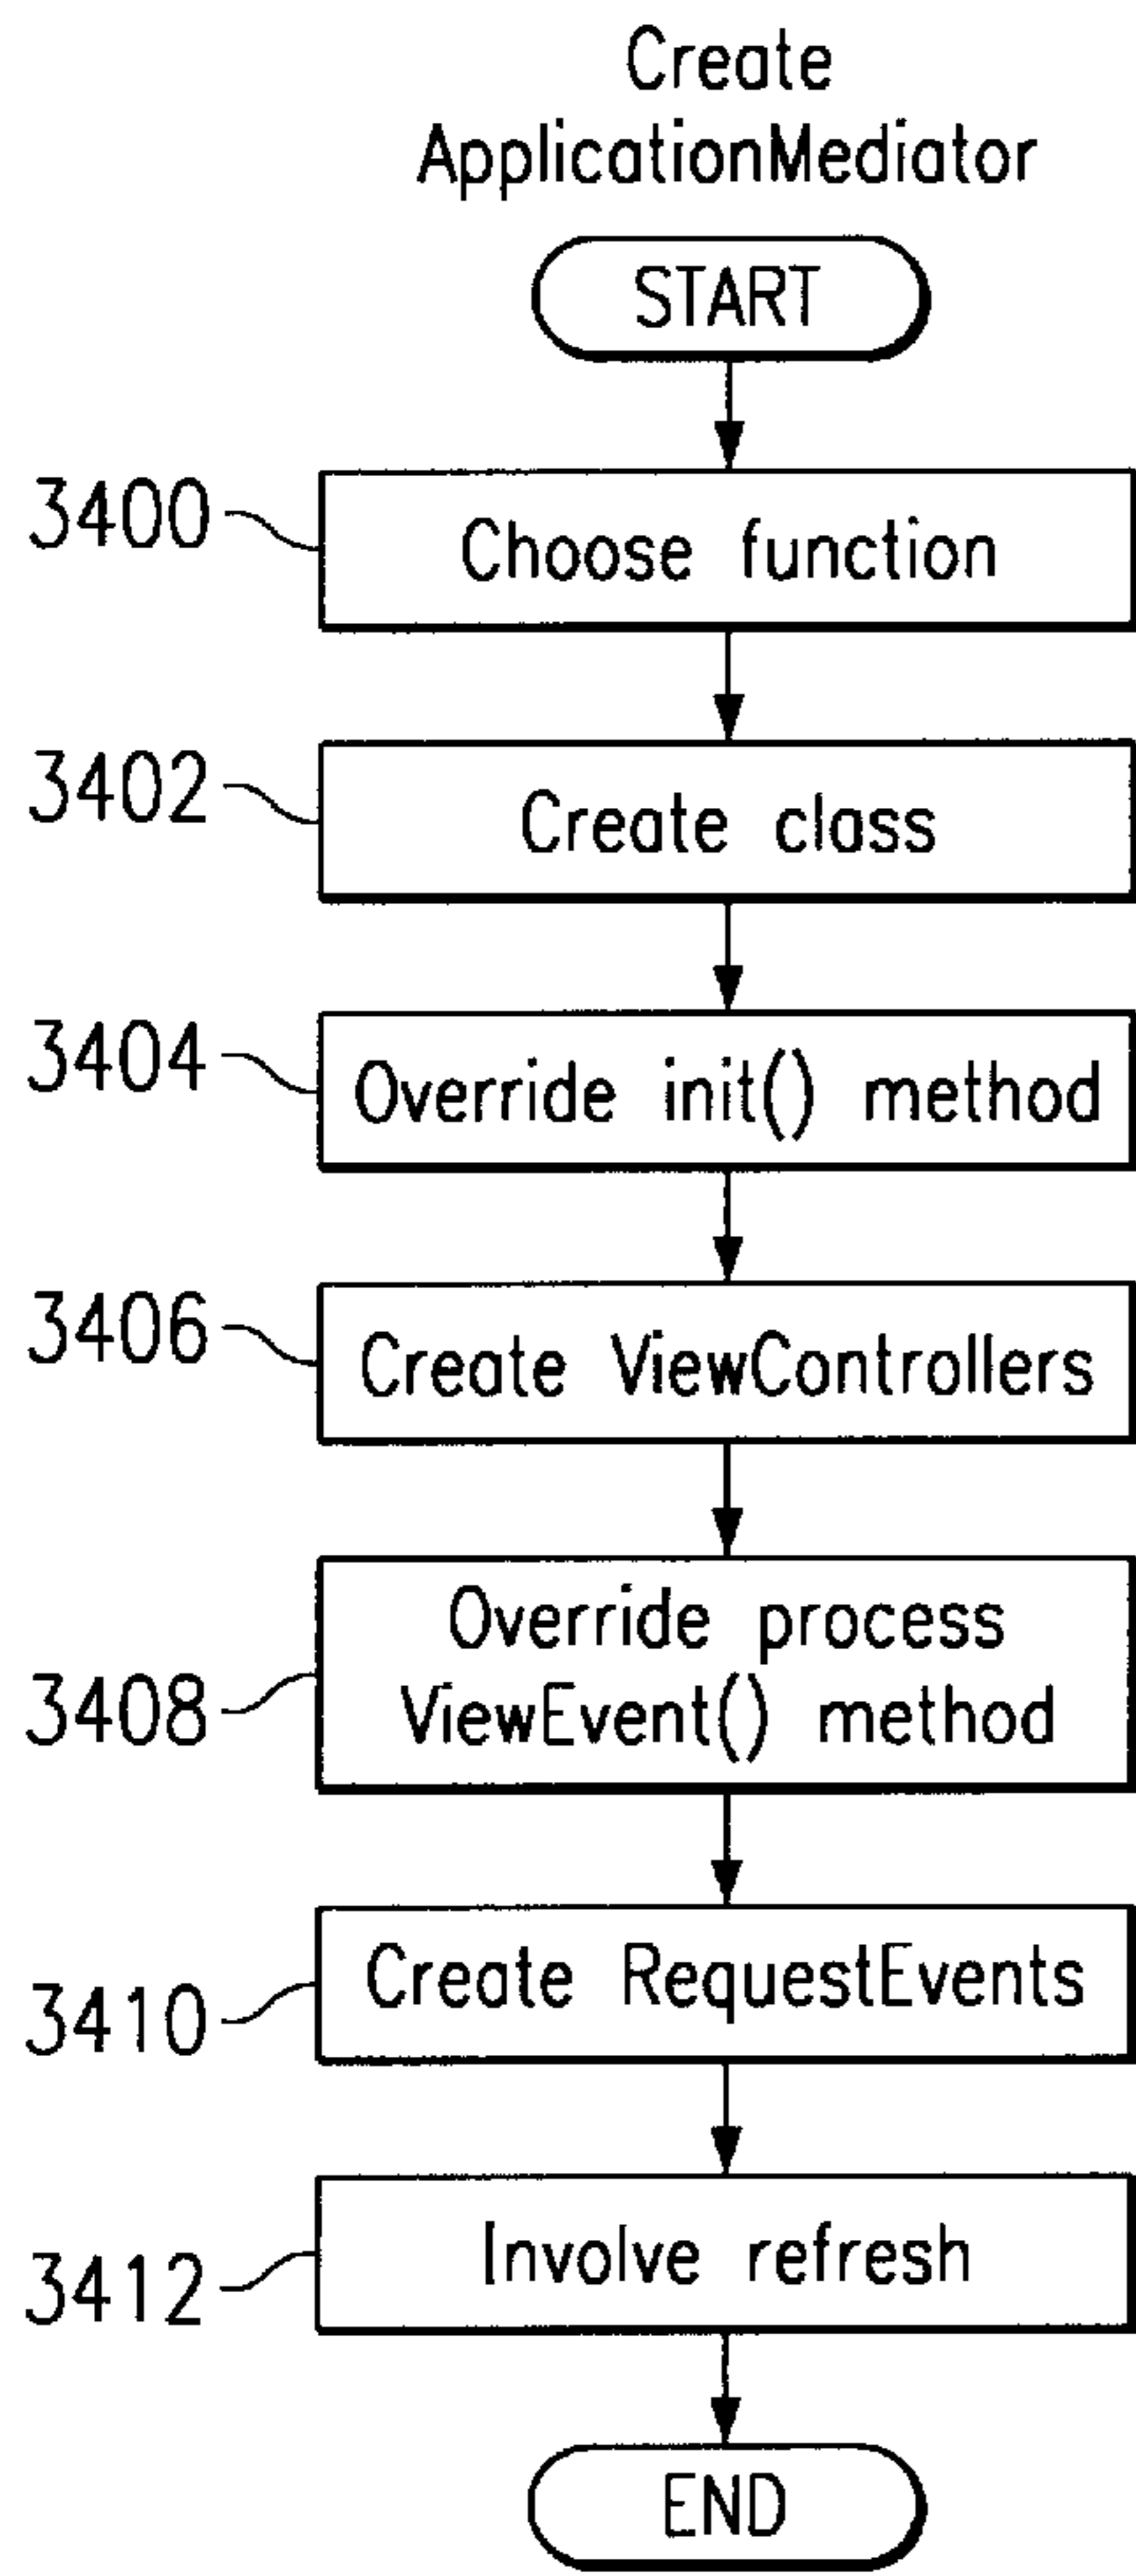 Create
ApplicationMediator
START
3400
Choose function
3402
Create class
3404
Override init() method
3406
Create ViewControllers
3408
Override process
ViewEvent() method
3410
Create RequestEvents
3412
Involve refresh
END